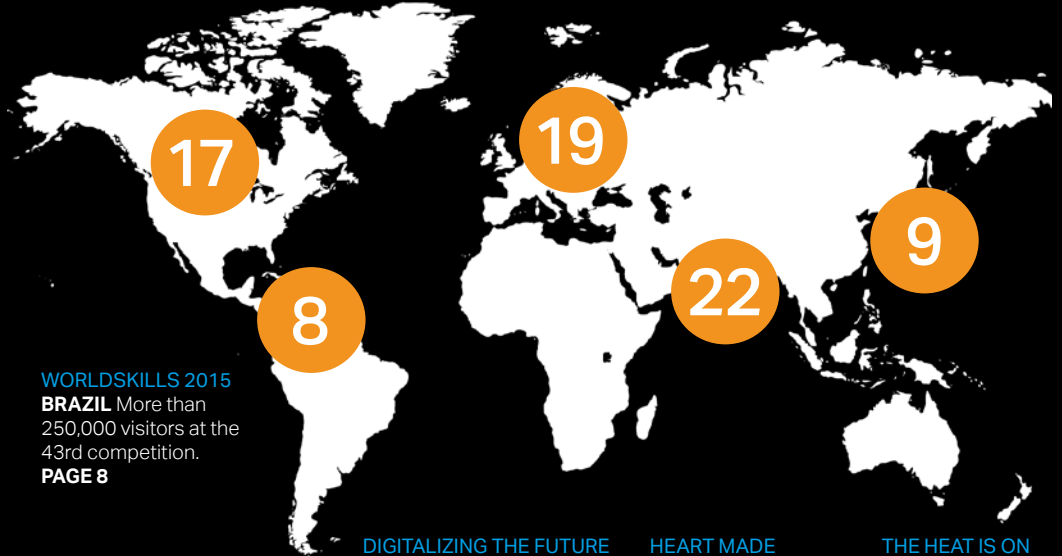 17
19
9
22
8
WORLDSKILLS 2015
BRAZIL More than
250,000 visitors at the
43rd competition.
PAGE 8
DIGITALIZING THE FUTURE
HEART MADE
THE HEAT IS ON